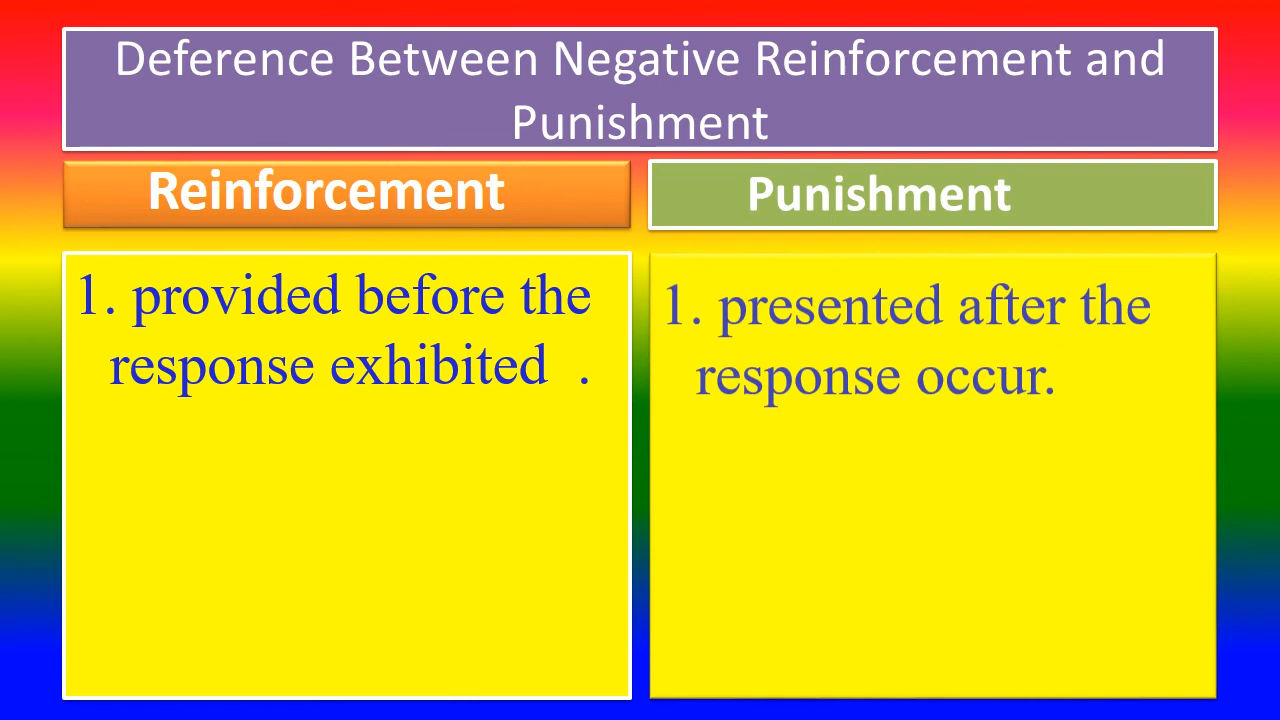 Deference Between Negative Reinforcement and
Punishment
Reinforcement
Punishment
1. provided before the
response exhibited .
1. presented after the
response occur.